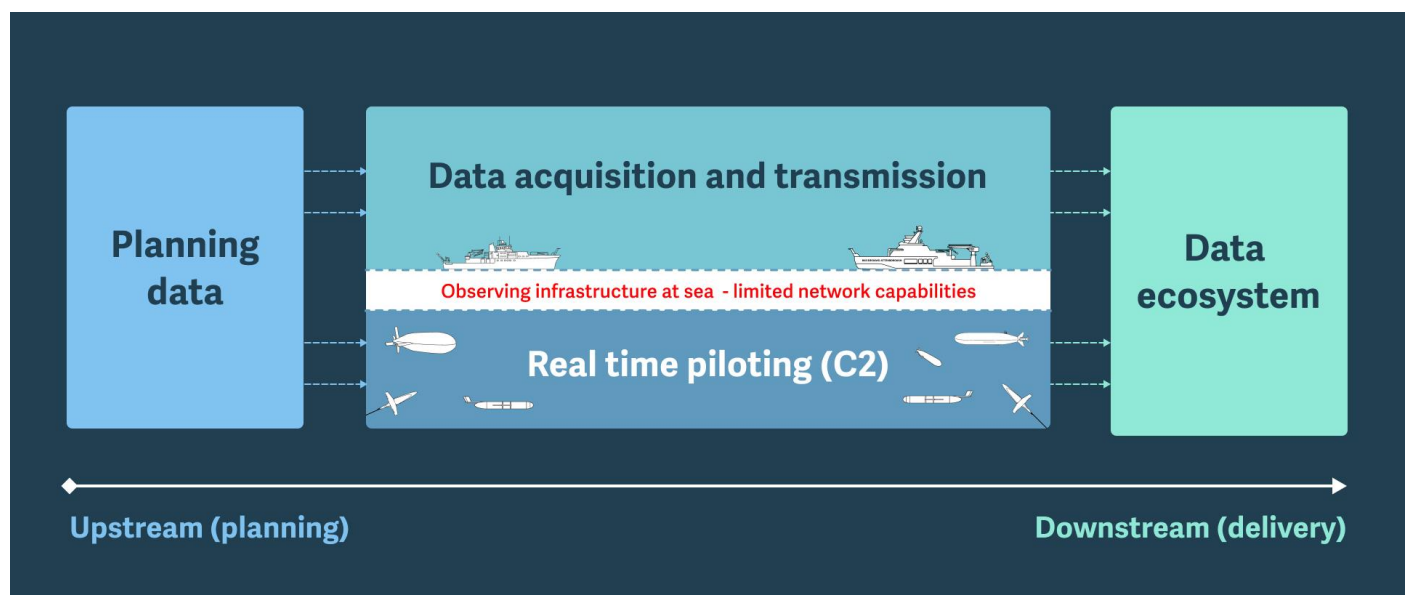 Planning
data
Data acquisition and transmission
Observing infrastructure at sea - limited network capabilities
Real time piloting (C2)
Data
ecosystem
Upstream (planning)
Downstream (delivery)